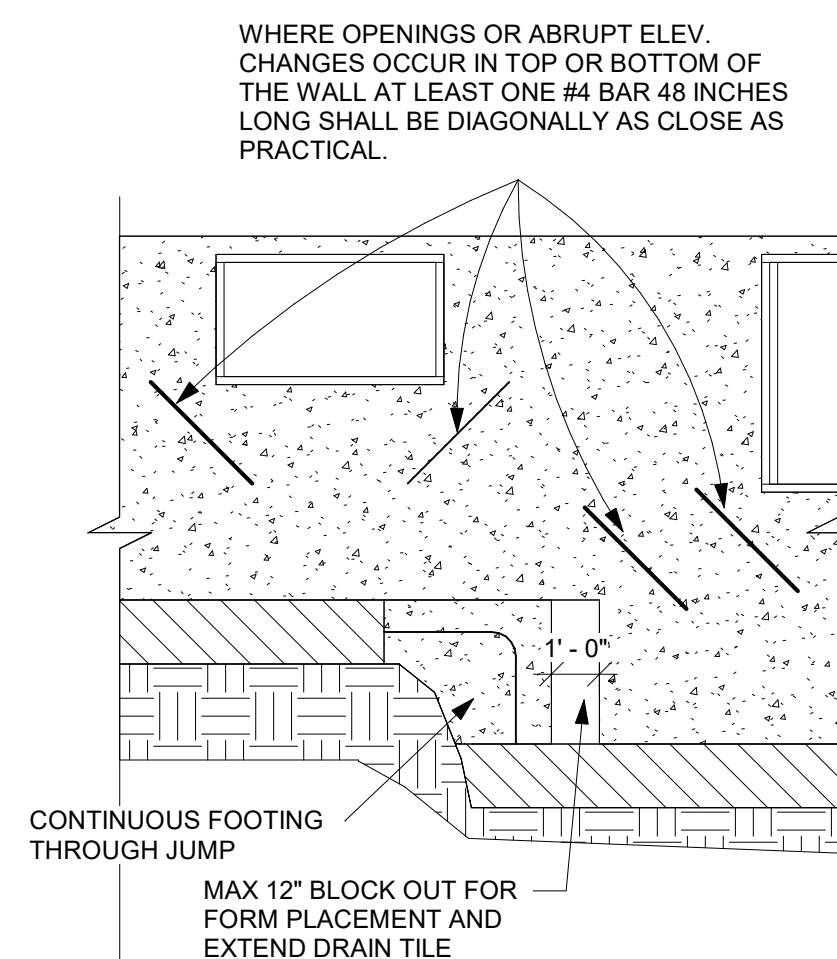 WHERE OPENINGS OR ABRUPT ELEV.
CHANGES OCCUR IN TOP OR BOTTOM OF
THE WALL AT LEAST ONE #4 BAR 48 INCHES
LONG SHALL BE DIAGONALLY AS CLOSE AS
PRACTICAL.
1' - 0"
CONTINUOUS FOOTING
THROUGH JUMP
MAX 12" BLOCK OUT FOR
FORM PLACEMENT AND
EXTEND DRAIN TILE